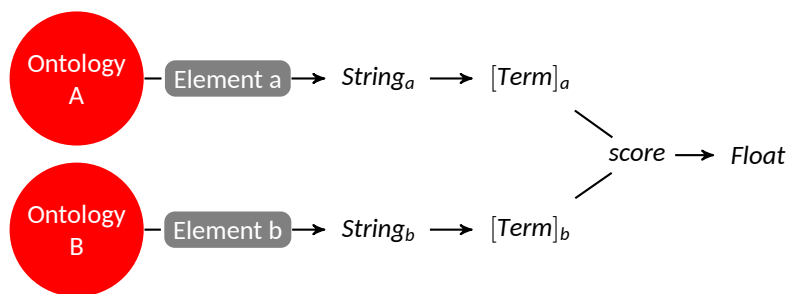 Ontology
A
Element a
String_a
[Term]_a
score
Float
Ontology
B
Element b
String_b
[Term]_b